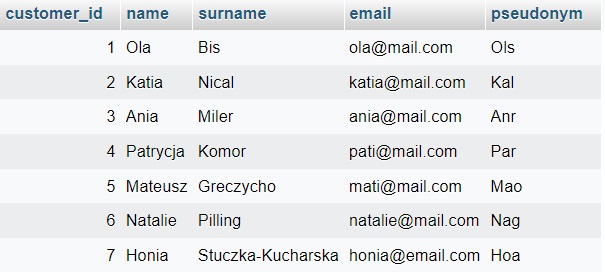 customer_id name surname email pseudonym
1 Ola Bis ola@mail.com Ols
2 Katia Nical katia@mail.com Kal
3 Ania Miler ania@mail.com Anr
4 Patrycja Komor pati@mail.com Par
5 Mateusz Greczycho mati@mail.com Mao
6 Natalie Pilling natalie@mail.com Nag
7 Honia Stuczka-Kucharska honia@email.com Hoa